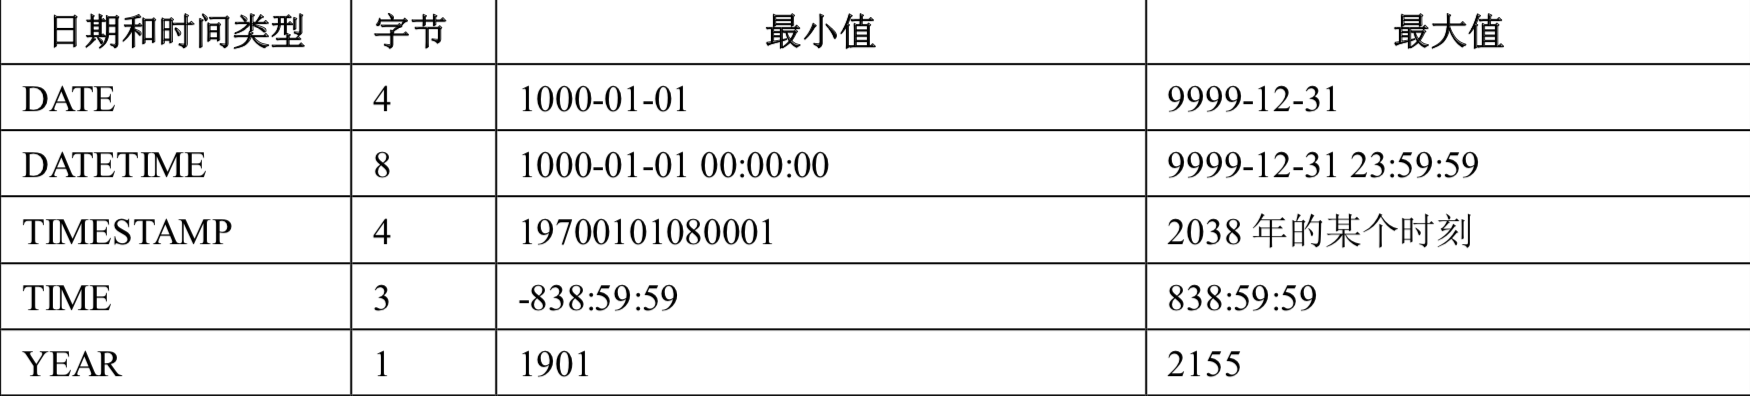 日期和时间类型 字节 最小值 最大值
DATE 4 1000-01-01 9999-12-31
DATETIME 8 1000-01-01 00:00:00 9999-12-31 23:59:59
TIMESTAMP 4 19700101080001 2038 年的某个时刻
TIME 3 -838:59:59 838:59:59
YEAR 1 1901 2155